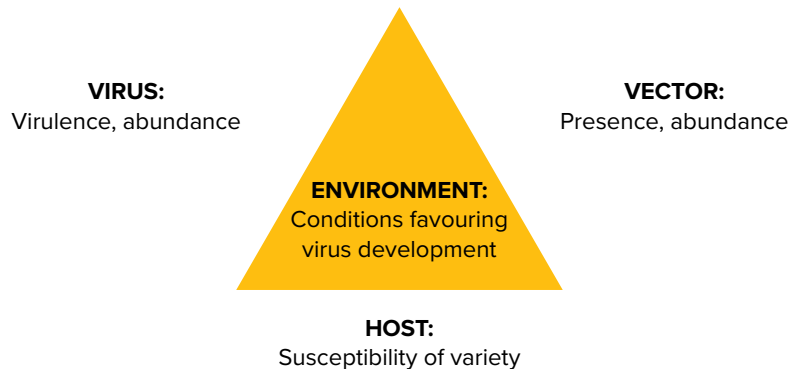 VIRUS:
Virulence, abundance
VECTOR:
Presence, abundance
ENVIRONMENT:
Conditions favouring
virus development
HOST:
Susceptibility of variety